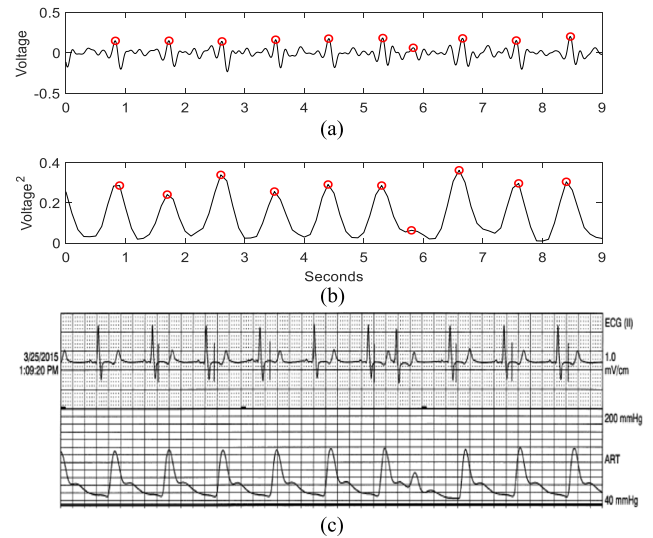 0.5
0
-0.5
Voltage
0 1 2 3 4 5 6 7 8 9
(a)
0.4
0.2
0
Voltage²
0 1 2 3 4 5 6 7 8 9
Seconds
(b)
ECG (II)
3/25/2015
1:09:20 PM
1.0
mV/cm
200 mmHg
ART
40 mmHg
(c)